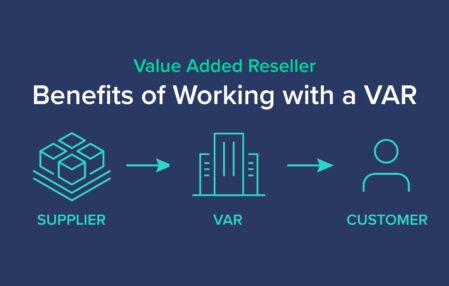 Value Added Reseller
Benefits of Working with a VAR
SUPPLIER
VAR
CUSTOMER